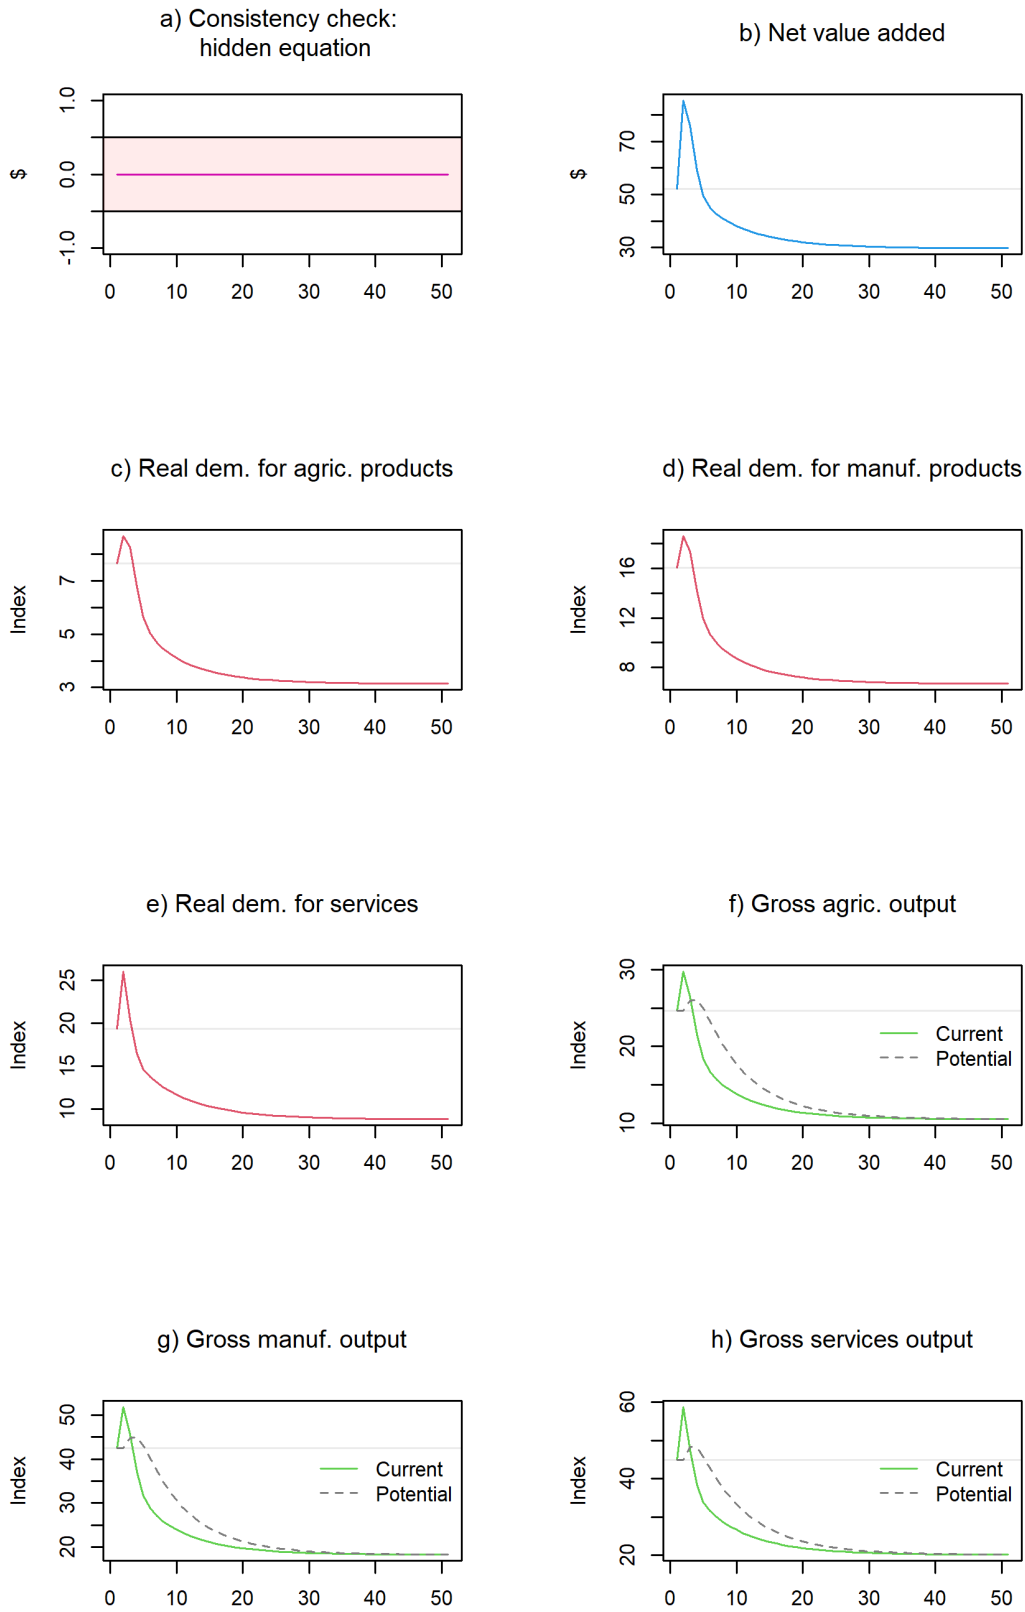 a) Consistency check:
hidden equation
$
1.0
0.0
-1.0
0 10 20 30 40 50
b) Net value added
$
70
50
30
0 10 20 30 40 50
c) Real dem. for agric. products
Index
7
5
3
0 10 20 30 40 50
d) Real dem. for manuf. products
Index
16
12
8
0 10 20 30 40 50
e) Real dem. for services
Index
25
20
15
10
0 10 20 30 40 50
f) Gross agric. output
Index
30
20
10
Current
Potential
0 10 20 30 40 50
g) Gross manuf. output
Index
50
40
30
20
Current
Potential
0 10 20 30 40 50
h) Gross services output
Index
60
40
20
Current
Potential
0 10 20 30 40 50